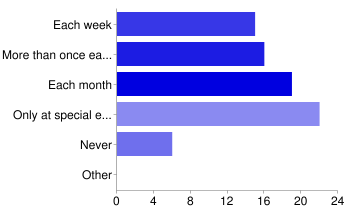 Each week
More than once ea...
Each month
Only at special e...
Never
Other
0 4 8 12 16 20 24